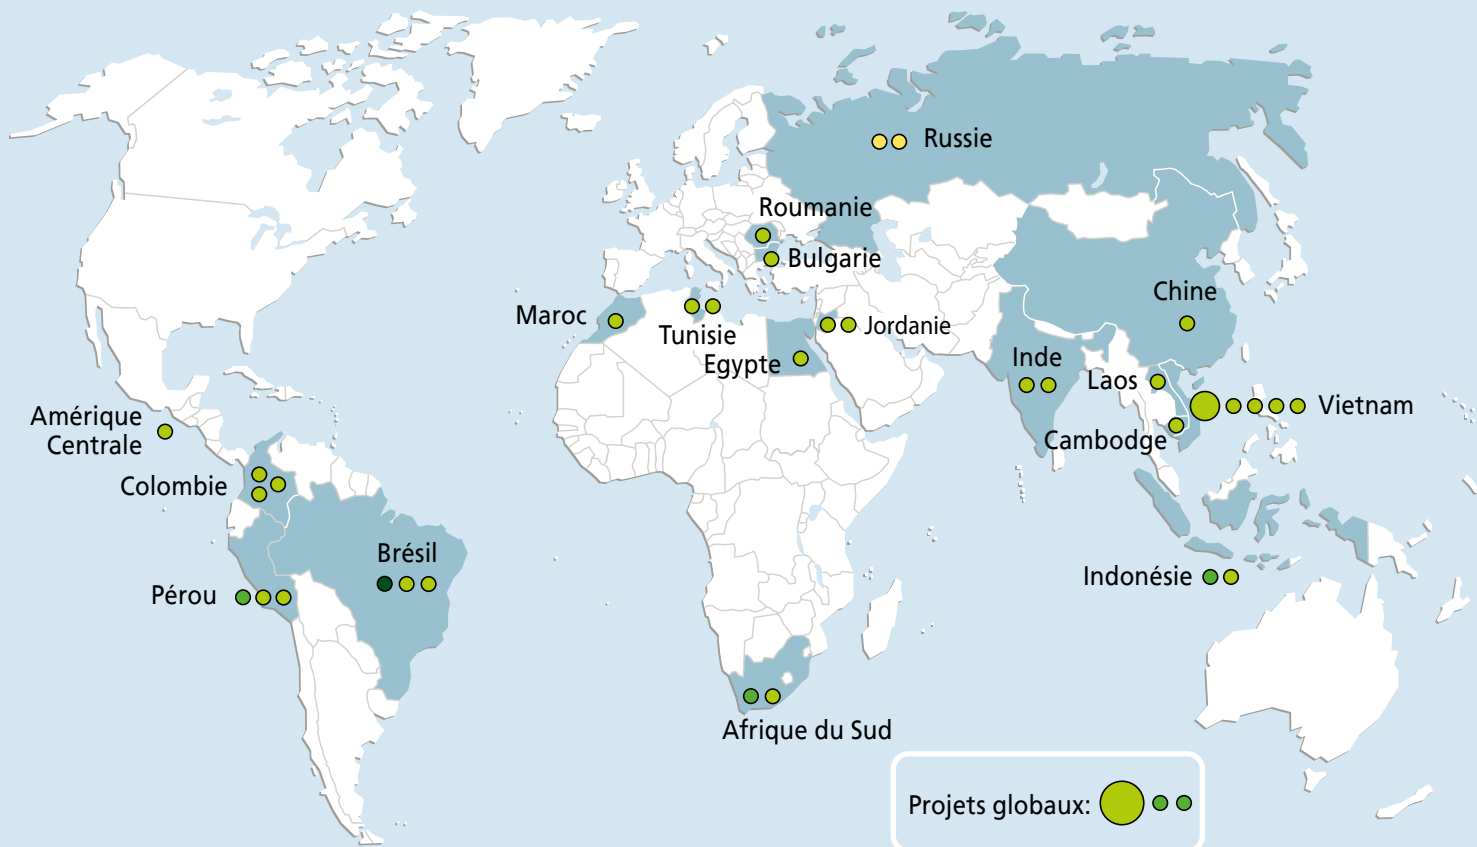 Russie
Roumanie
Bulgarie
Chine
Maroc
Tunisie
Jordanie
Egypte
Inde
Laos
Vietnam
Amérique
Centrale
Cambodge
Colombie
Brésil
Indonésie
Pérou
Afrique du Sud
Projets globaux: